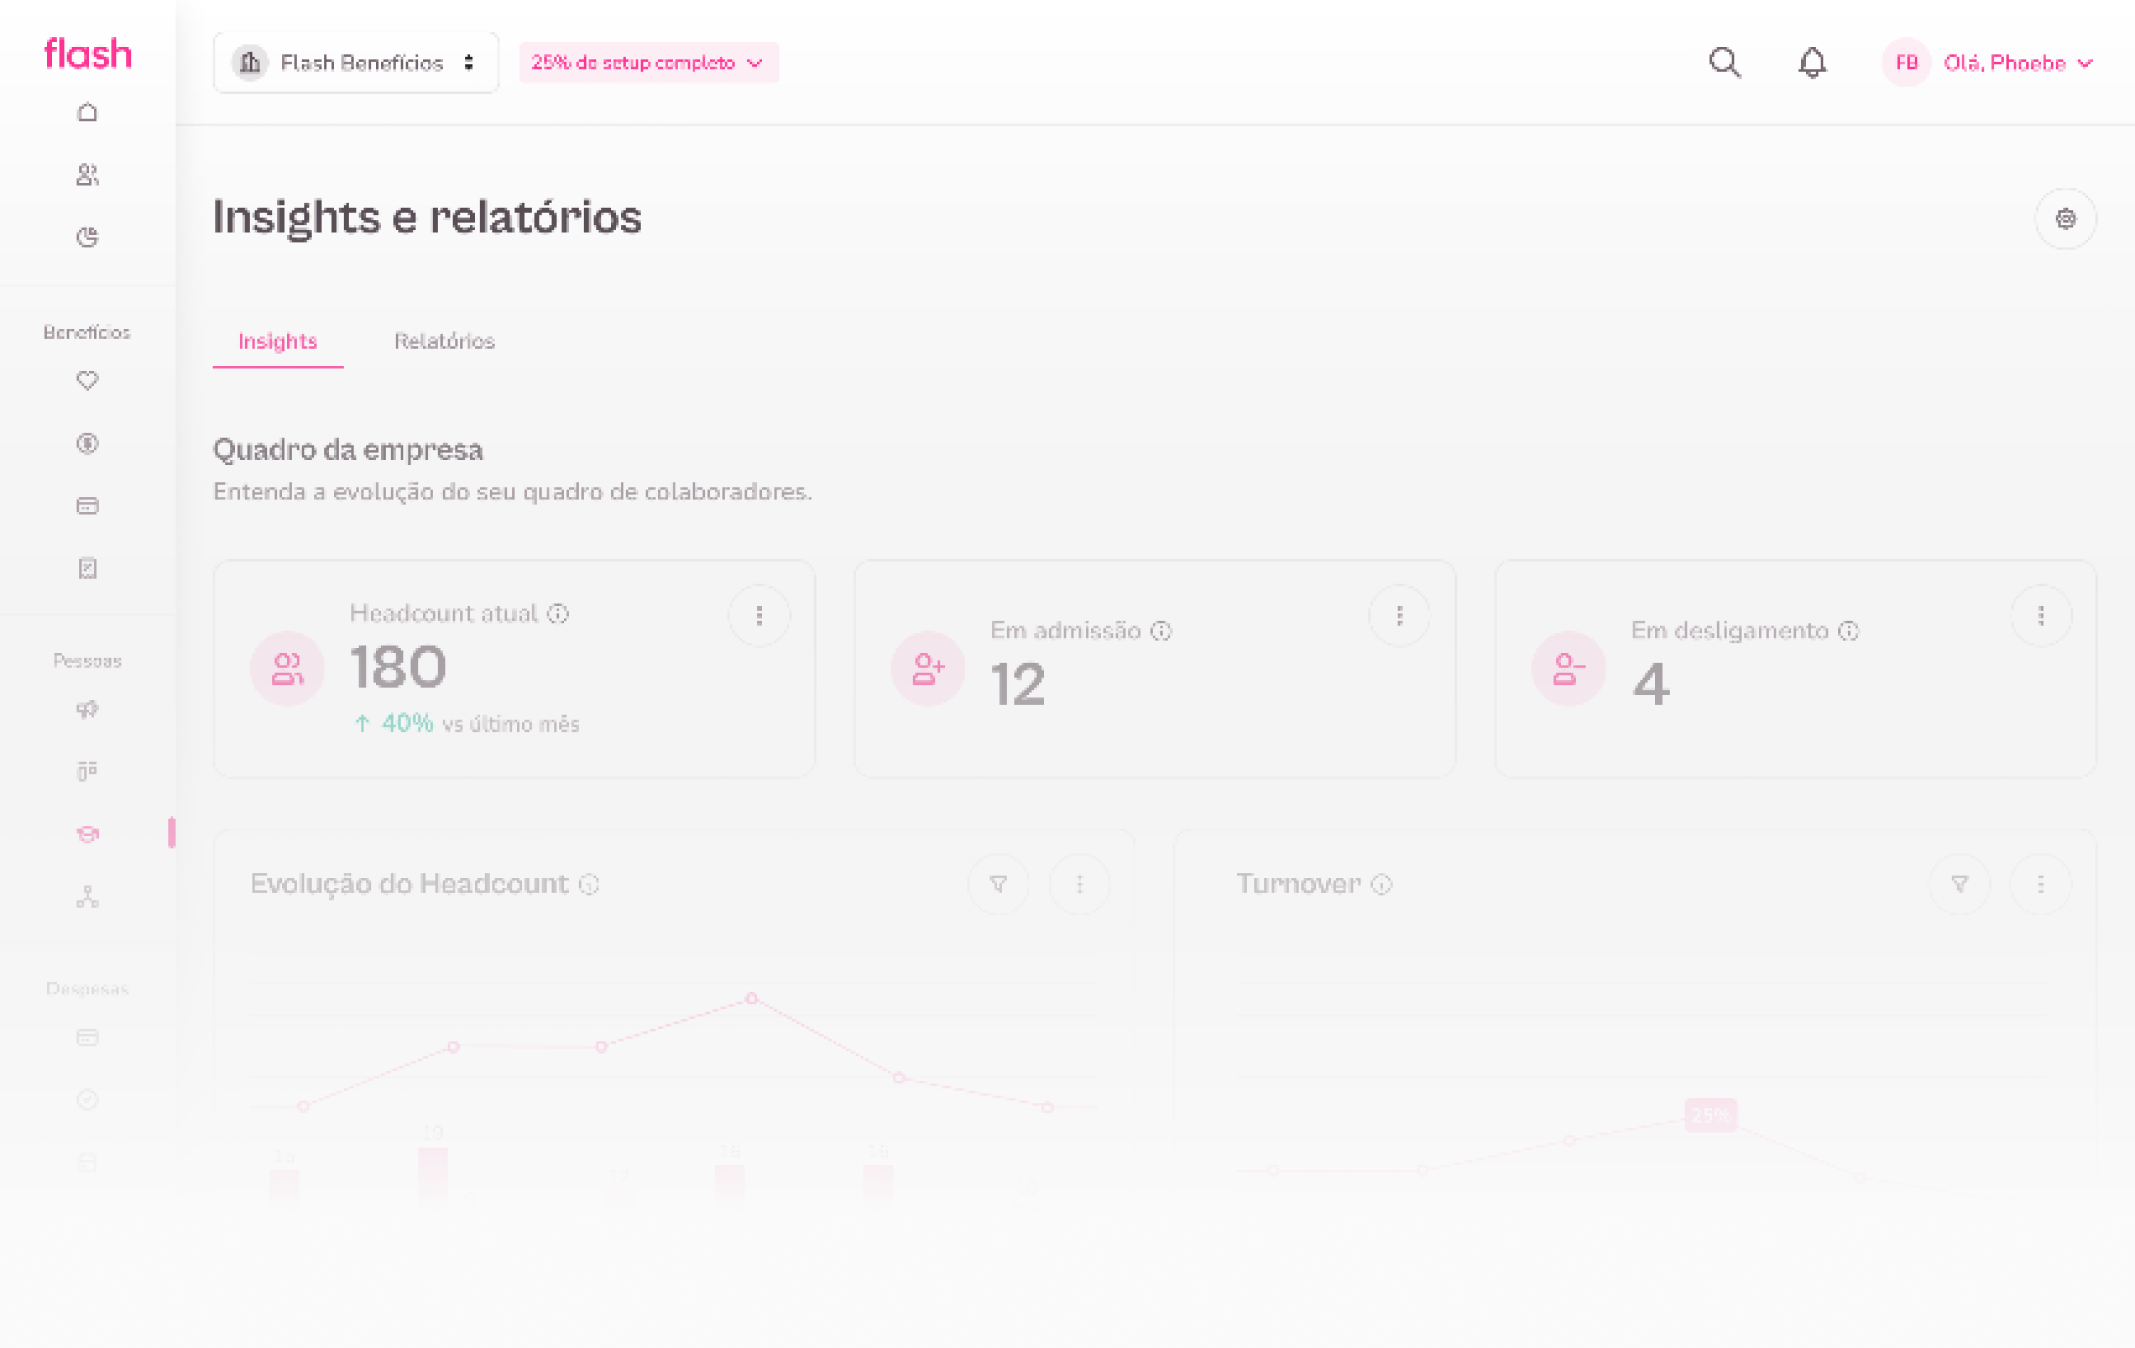 flash
Flash Benefícios
25% do setup completo
FB
Olá, Phoebe
Insights e relatórios
Insights
Relatórios
Benefícios
Quadro da empresa
Entenda a evolução do seu quadro de colaboradores.
Headcount atual
180
↑ 40% vs último mês
Em admissão
12
Em desligamento
4
Pessoas
Evolução do Headcount
Turnover
Despesas
19
25%